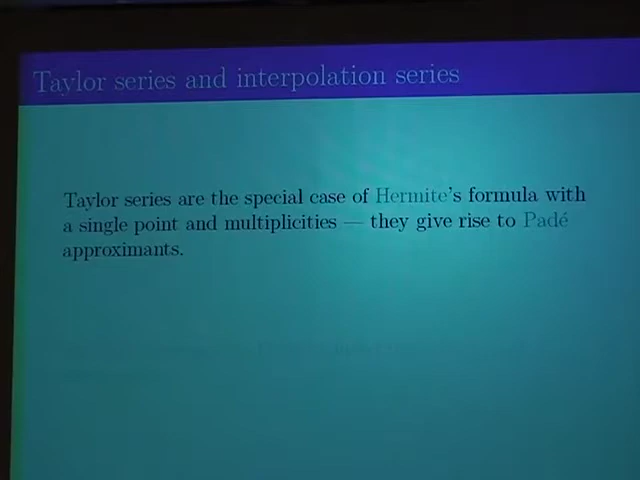 Taylor series and interpolation series
Taylor series are the special case of Hermite's formula with
a single point and multiplicities — they give rise to Padé
approximants.